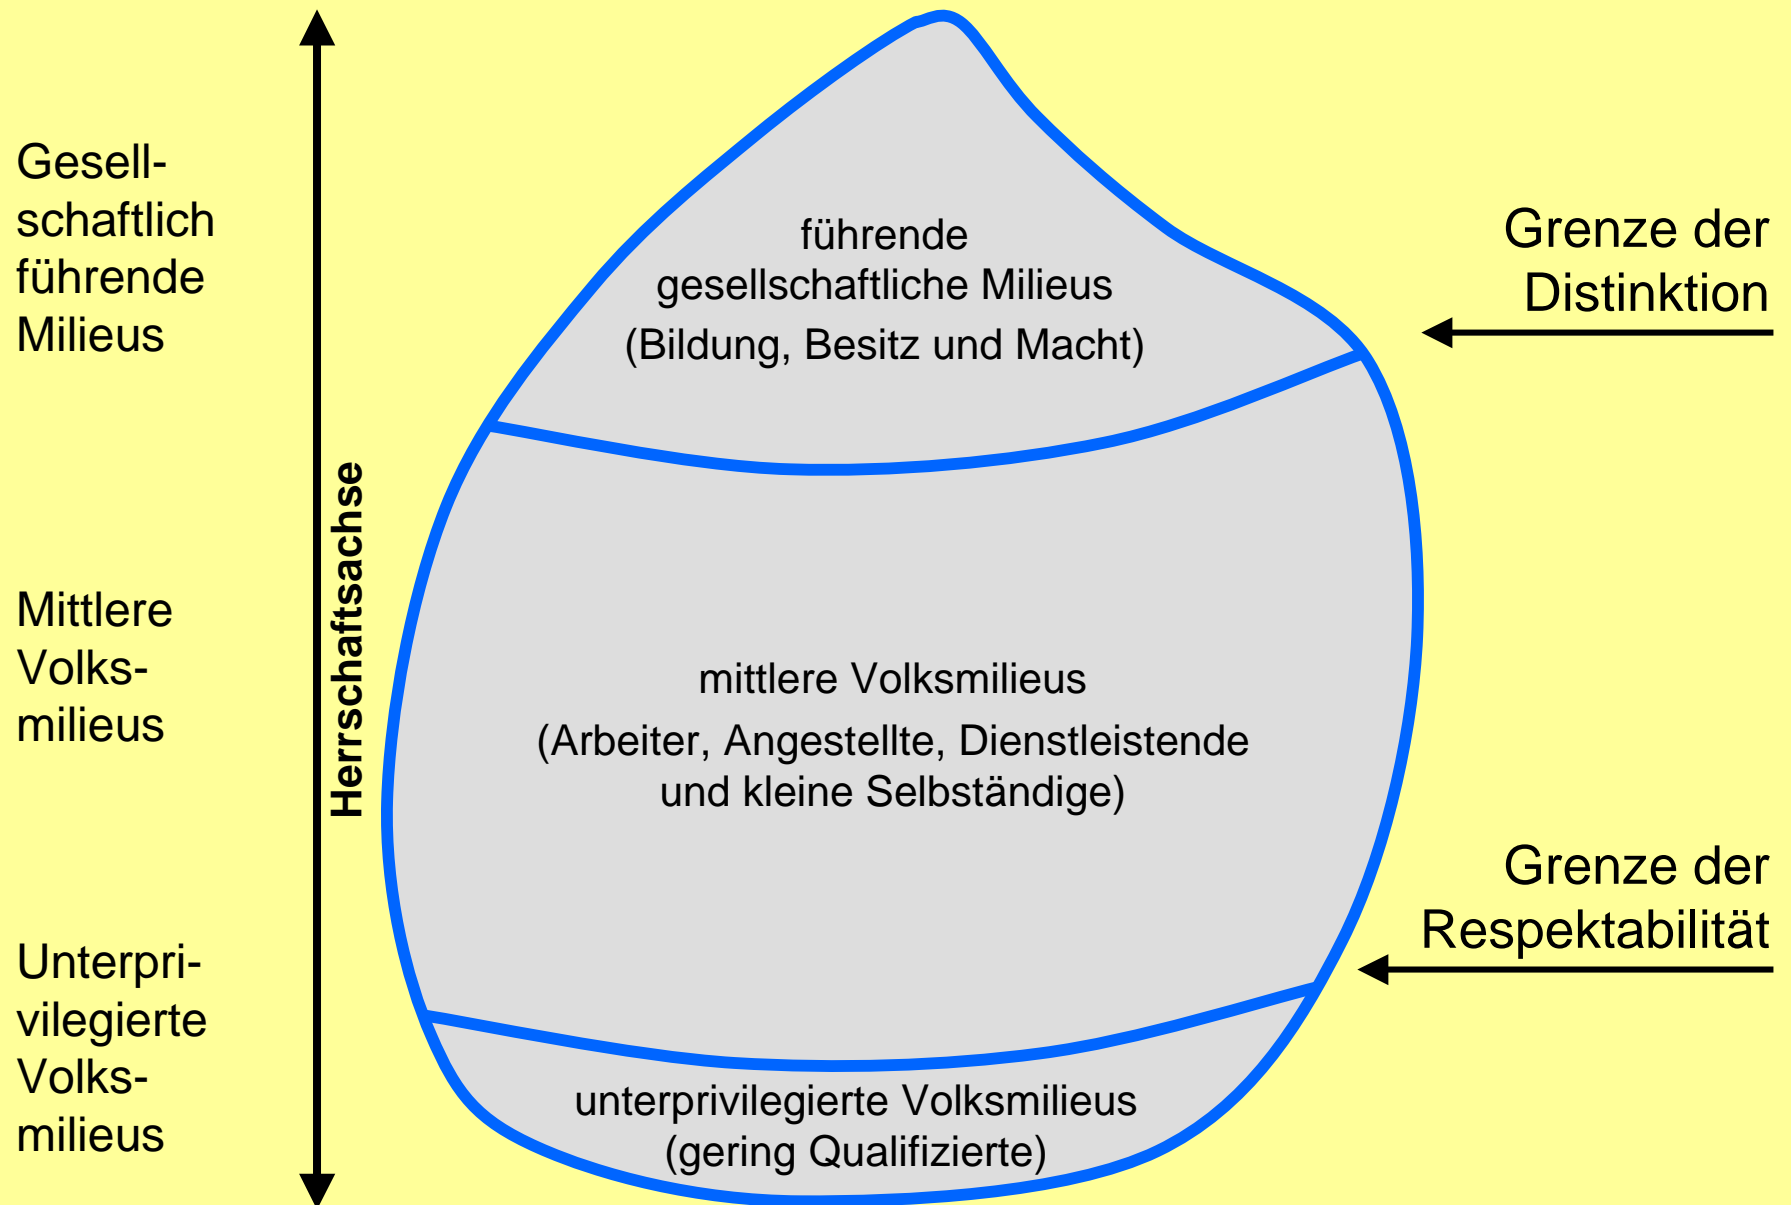 Gesell-
schaftlich
führende
Milieus
Mittlere
Volks-
milieus
Unterpri-
vilegierte
Volks-
milieus
Herrschaftsachse
führende
gesellschaftliche Milieus
(Bildung, Besitz und Macht)
mittlere Volksmilieus
(Arbeiter, Angestellte, Dienstleistende
und kleine Selbständige)
unterprivilegierte Volksmilieus
(gering Qualifizierte)
Grenze der
Distinktion
Grenze der
Respektabilität